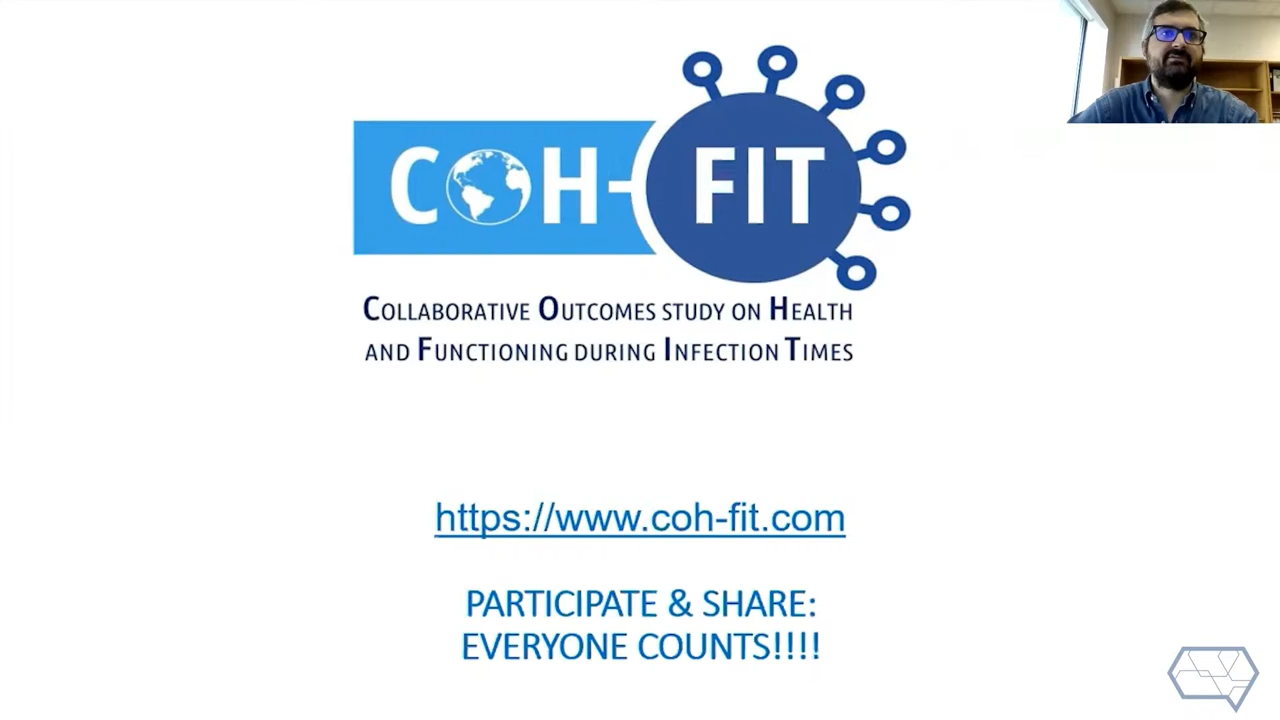 COH-FIT
COLLABORATIVE OUTCOMES STUDY ON HEALTH
AND FUNCTIONING DURING INFECTION TIMES
https://www.coh-fit.com
PARTICIPATE & SHARE:
EVERYONE COUNTS!!!!